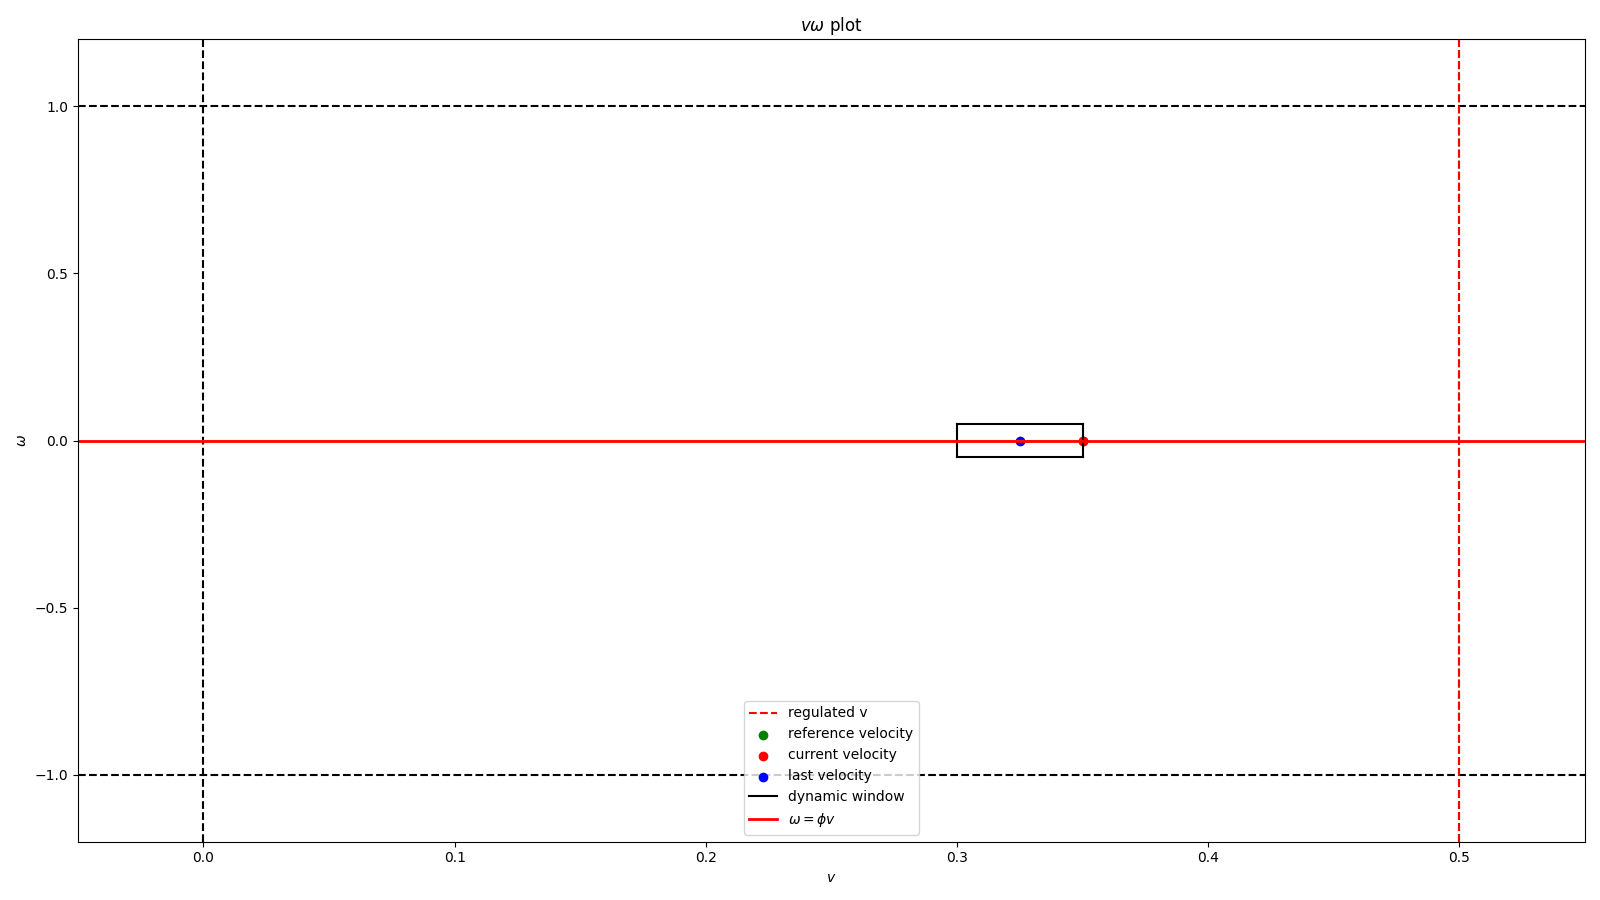 vω plot
1.0
0.5
0.0
−0.5
−1.0
ω
regulated v
reference velocity
current velocity
last velocity
dynamic window
ω = ϕv
0.0 0.1 0.2 0.3 0.4 0.5
v